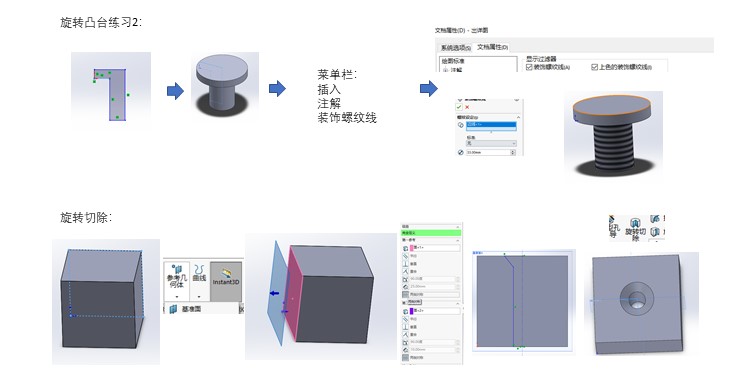 旋转凸台练习2：
菜单栏：
插入
注解
装饰螺纹线
文档属性(D) - 出详图
系统选项(S) 文档属性(D)
绘图标准
注解
显示过滤器
装饰螺纹线(A) 上色的装饰螺纹线(I)
标准:
无
10.00mm
旋转切除：
参考几何体
曲线
Instant3D
基准面
旋转切除